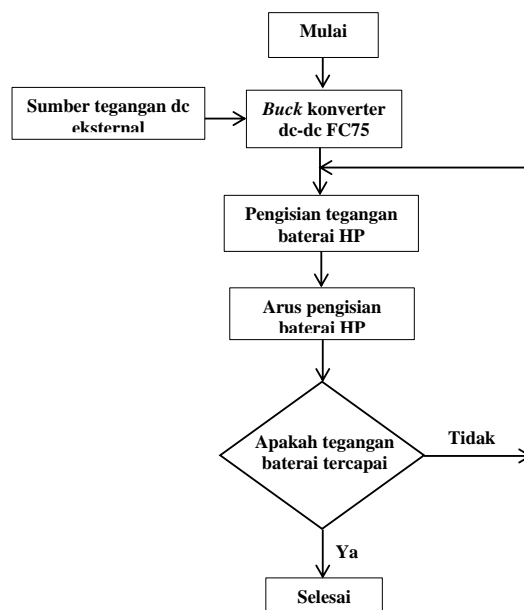 Mulai
Sumber tegangan dc
eksternal
Buck konverter
dc-dc FC75
Pengisian tegangan
baterai HP
Arus pengisian
baterai HP
Apakah tegangan
baterai tercapai
Tidak
Ya
Selesai